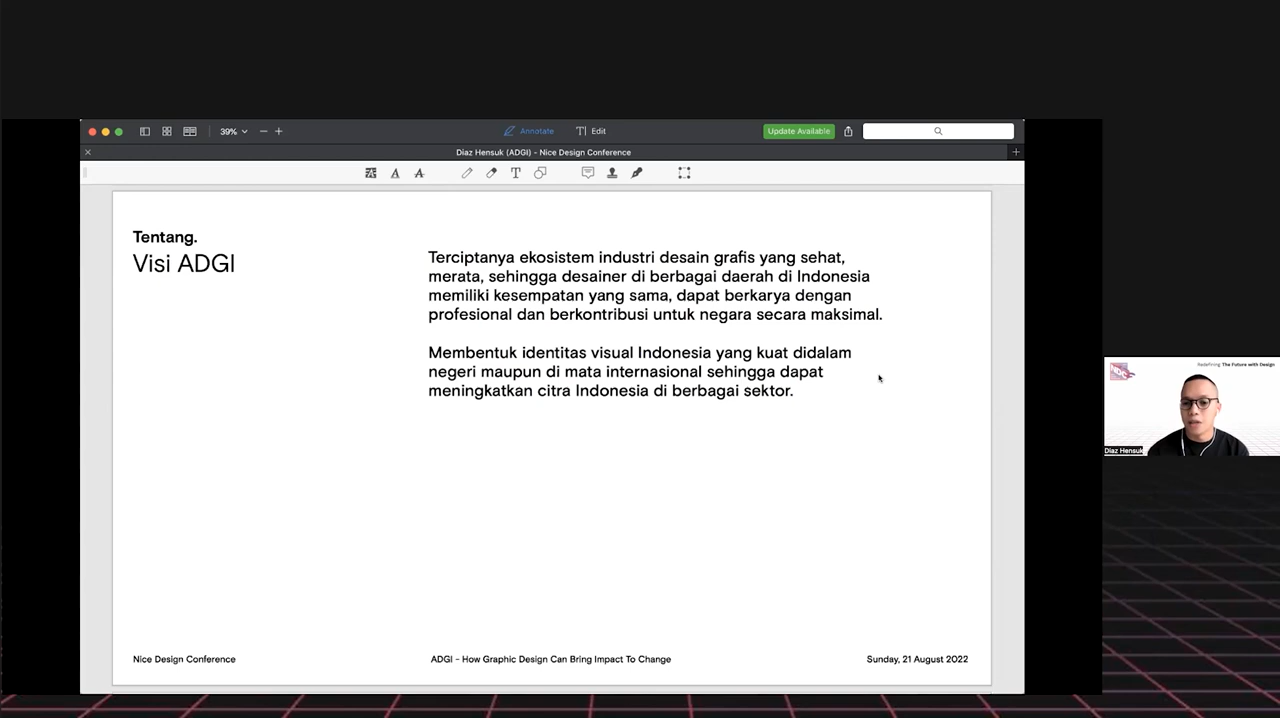 39%
Annotate
Edit
Update Available
Diaz Hensuk (ADGI) - Nice Design Conference
Tentang.
Visi ADGI
Terciptanya ekosistem industri desain grafis yang sehat,
merata, sehingga desainer di berbagai daerah di Indonesia
memiliki kesempatan yang sama, dapat berkarya dengan
profesional dan berkontribusi untuk negara secara maksimal.
Membentuk identitas visual Indonesia yang kuat didalam
negeri maupun di mata internasional sehingga dapat
meningkatkan citra Indonesia di berbagai sektor.
Redefining The Future with Design
Diaz Hensuk
Nice Design Conference
ADGI - How Graphic Design Can Bring Impact To Change
Sunday, 21 August 2022